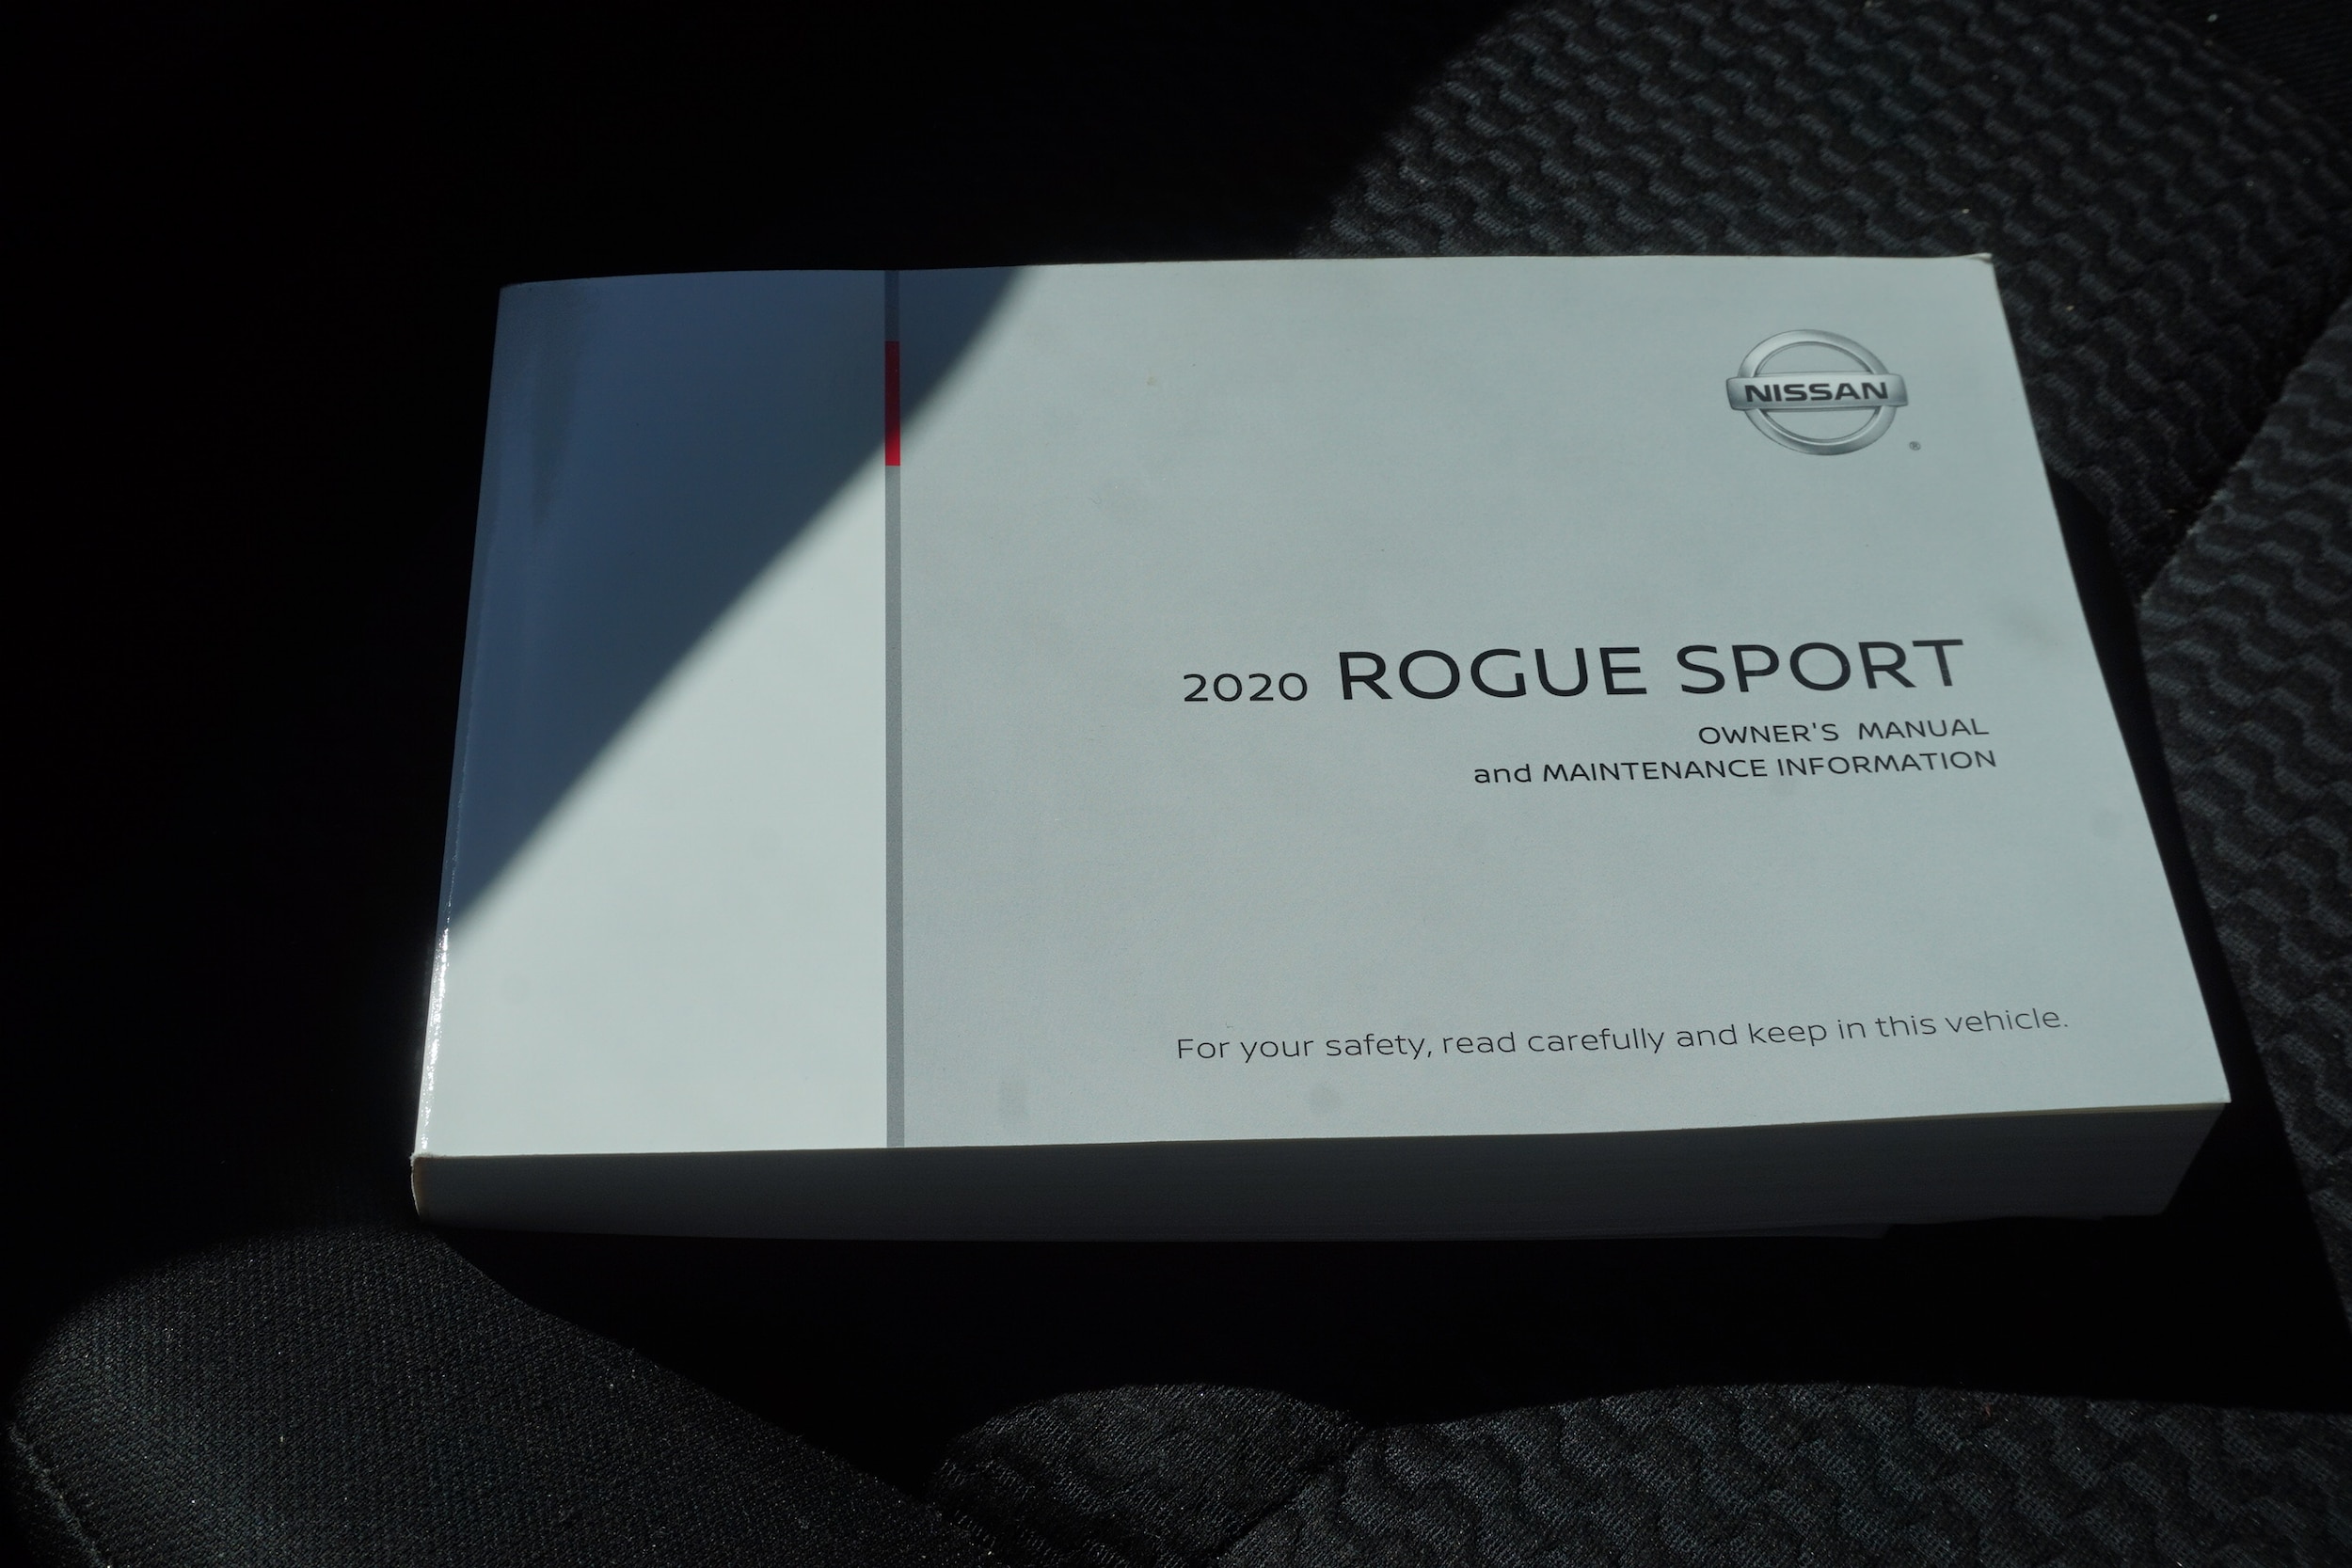 NISSAN
®
2020 ROGUE SPORT
OWNER'S MANUAL
and MAINTENANCE INFORMATION
For your safety, read carefully and keep in this vehicle.